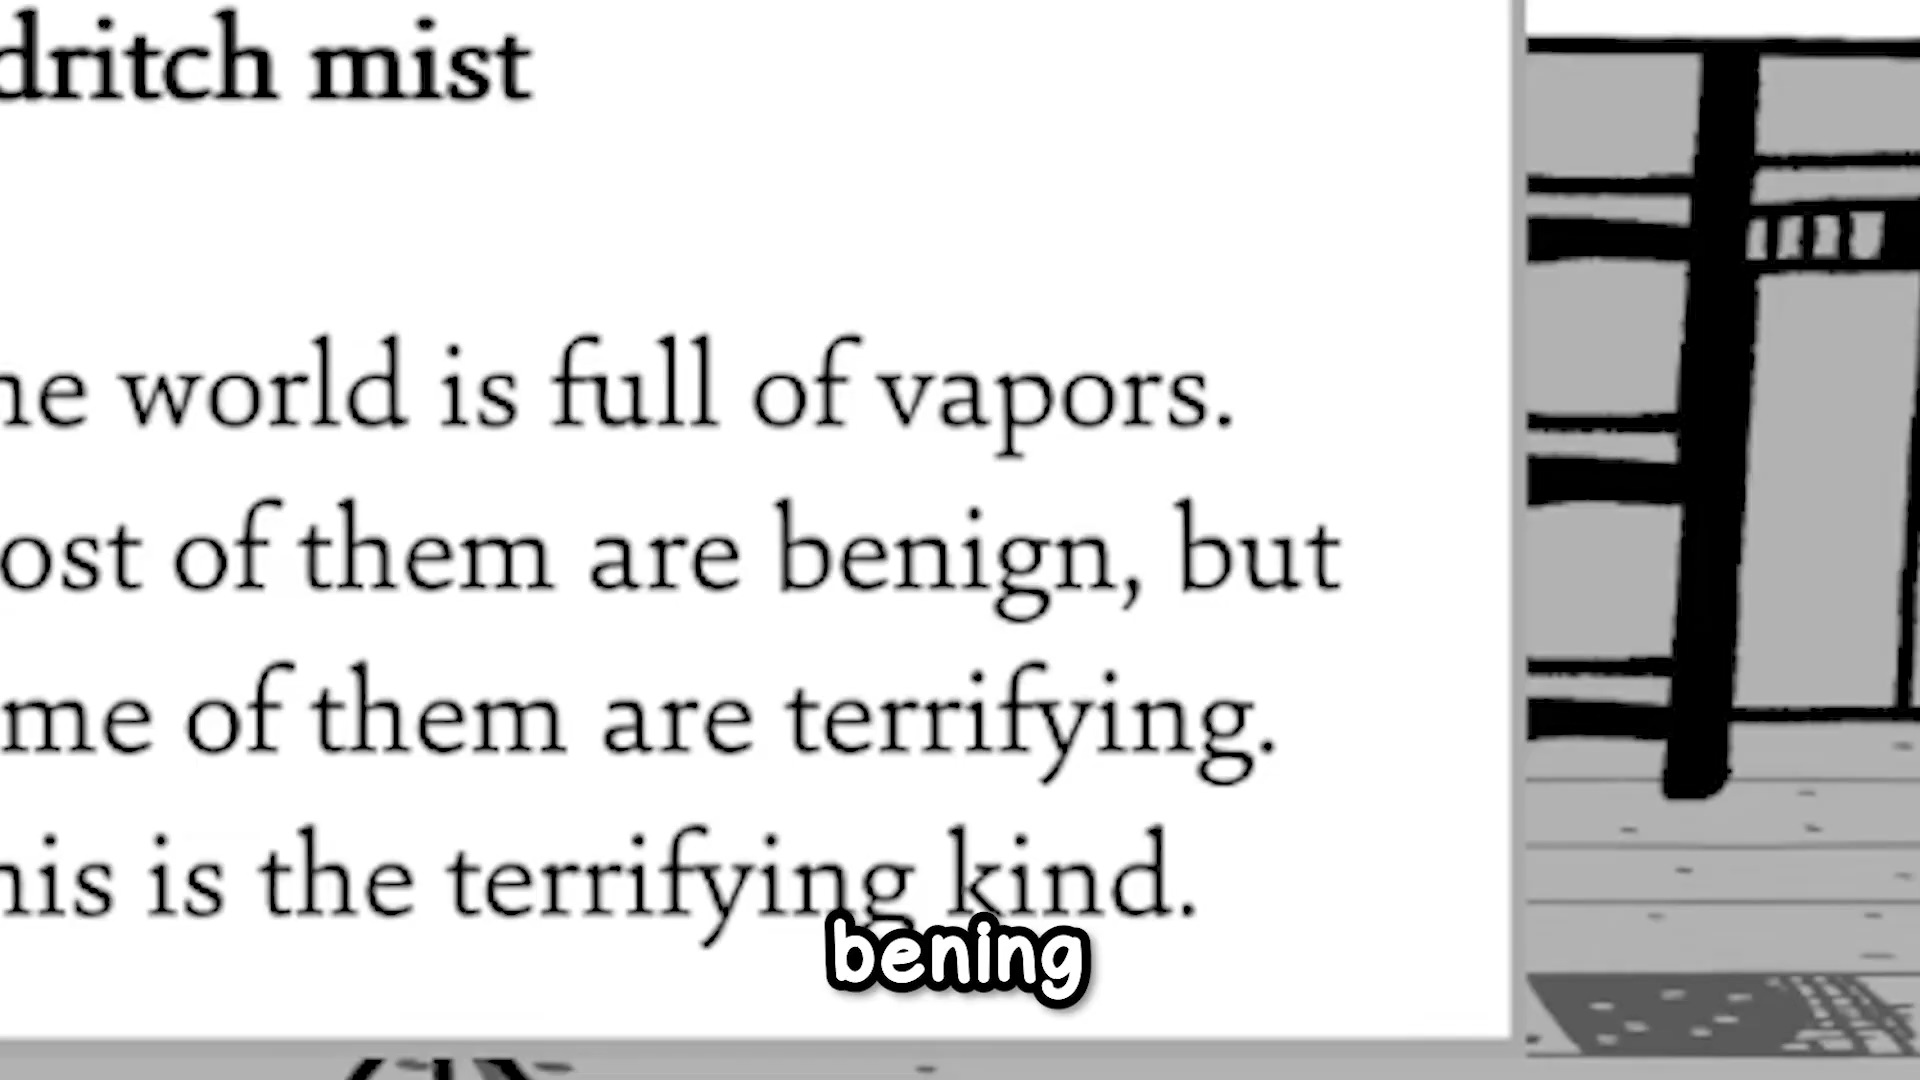 dritch mist
he world is full of vapors.
ost of them are benign, but
me of them are terrifying.
his is the terrifying kind.
bening